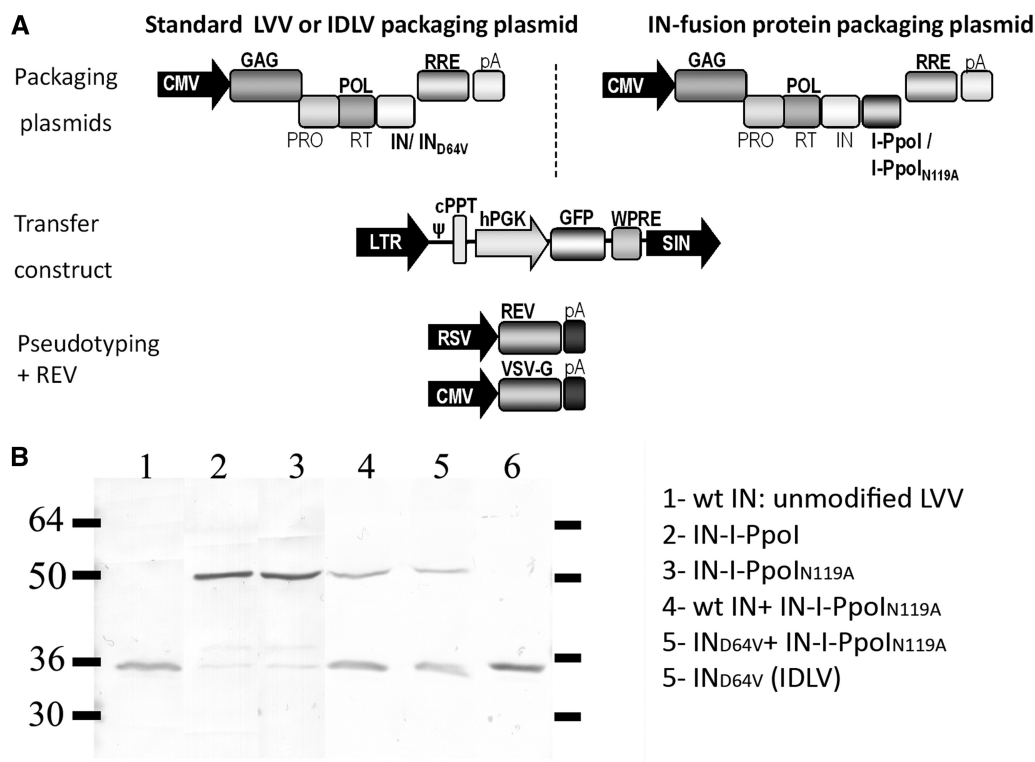 A
Standard LVV or IDLV packaging plasmid
IN-fusion protein packaging plasmid
Packaging
plasmids
CMV
GAG
POL
RRE
pA
PRO
RT
IN/ IND64V
CMV
GAG
POL
RRE
pA
PRO
RT
IN
I-PpoI /
I-PpoIN119A
Transfer
construct
LTR
Ψ
cPPT
hPGK
GFP
WPRE
SIN
Pseudotyping
+ REV
RSV
REV
pA
CMV
VSV-G
pA
B
1 2 3 4 5 6
64
50
36
30
1- wt IN: unmodified LVV
2- IN-I-PpoI
3- IN-I-PpoIN119A
4- wt IN+ IN-I-PpoIN119A
5- IND64V+ IN-I-PpoIN119A
5- IND64V (IDLV)